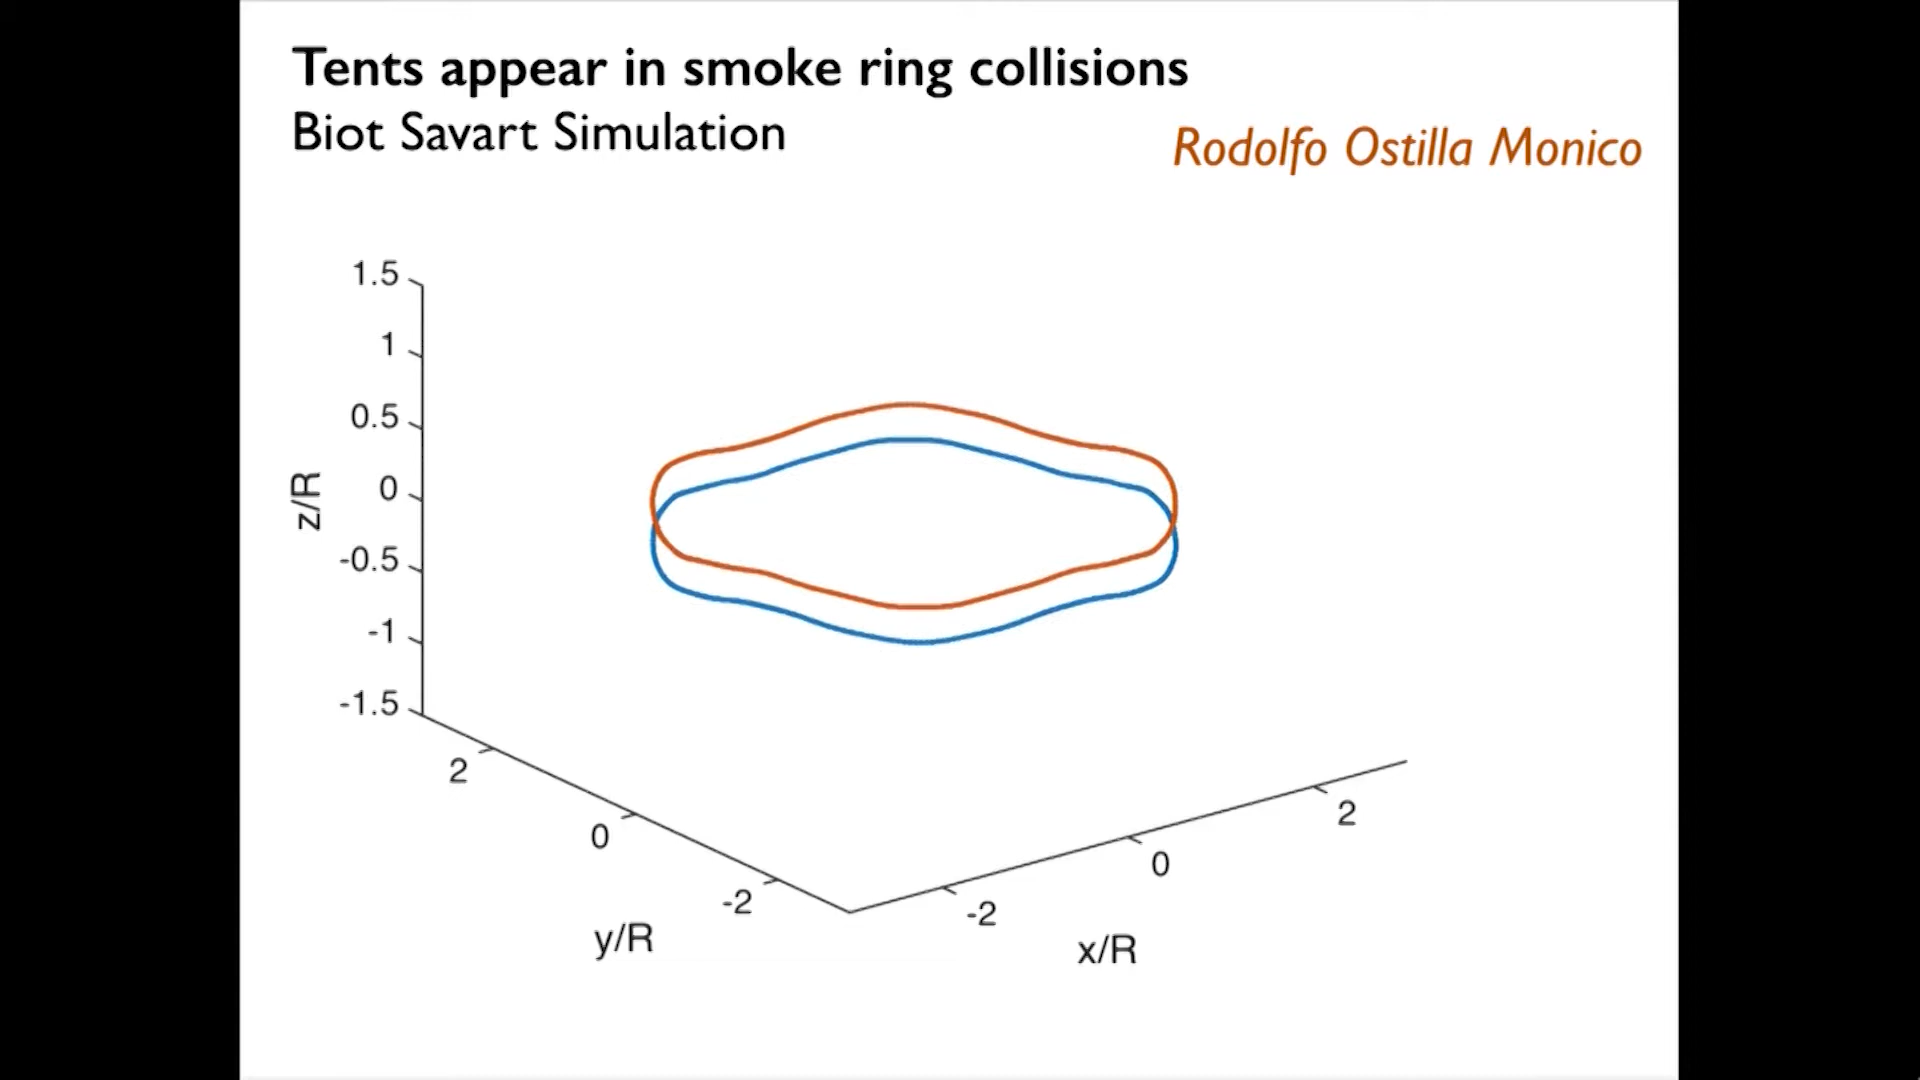 Tents appear in smoke ring collisions
Biot Savart Simulation
Rodolfo Ostilla Monico
1.5
1
0.5
0
-0.5
-1
-1.5
z/R
2
0
-2
y/R
-2
0
2
x/R